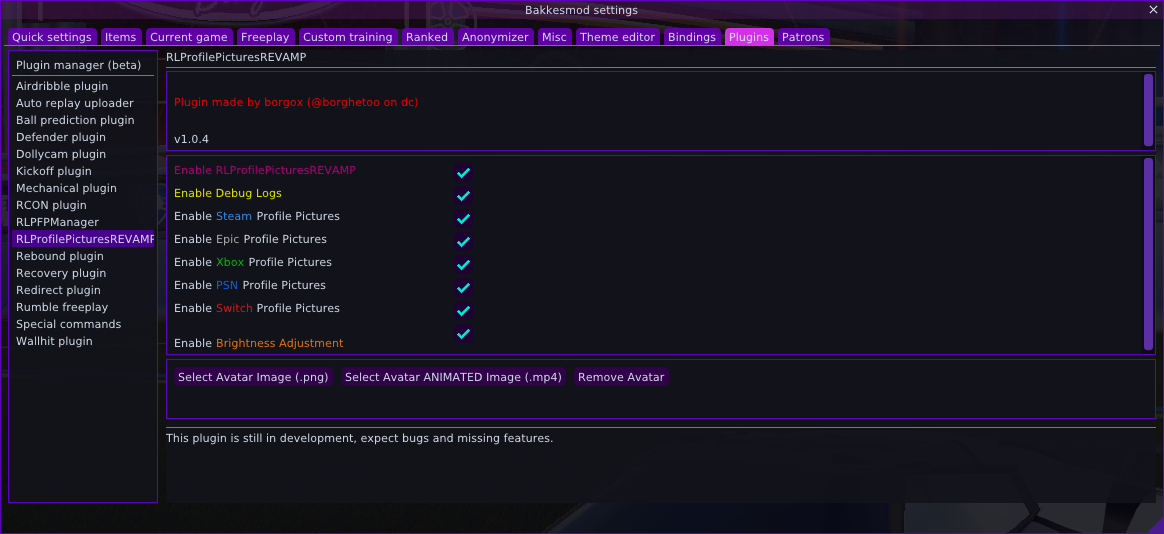 Bakkesmod settings
Quick settings Items Current game Freeplay Custom training Ranked Anonymizer Misc Theme editor Bindings Plugins Patrons
Plugin manager (beta)
Airdribble plugin
Auto replay uploader
Ball prediction plugin
Defender plugin
Dollycam plugin
Kickoff plugin
Mechanical plugin
RCON plugin
RLPFPManager
RLProfilePicturesREVAMP
Rebound plugin
Recovery plugin
Redirect plugin
Rumble freeplay
Special commands
Wallhit plugin
RLProfilePicturesREVAMP
Plugin made by borgox (@borghetoo on dc)
v1.0.4
Enable RLProfilePicturesREVAMP
Enable Debug Logs
Enable Steam Profile Pictures
Enable Epic Profile Pictures
Enable Xbox Profile Pictures
Enable PSN Profile Pictures
Enable Switch Profile Pictures
Enable Brightness Adjustment
Select Avatar Image (.png) Select Avatar ANIMATED Image (.mp4) Remove Avatar
This plugin is still in development, expect bugs and missing features.